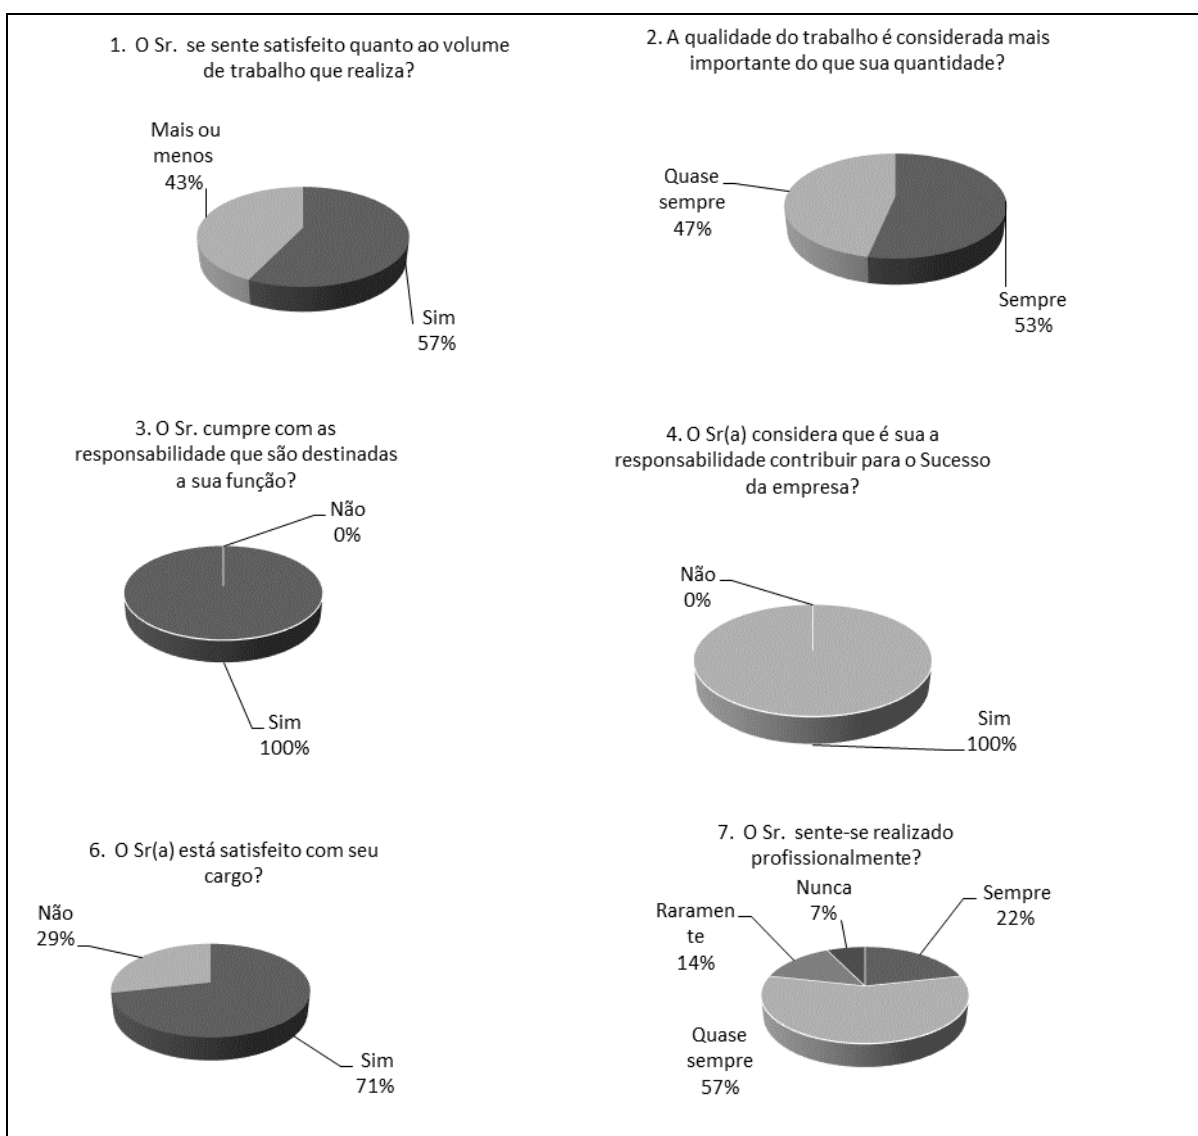 1. O Sr. se sente satisfeito quanto ao volume
de trabalho que realiza?
Mais ou
menos
43%
Sim
57%
2. A qualidade do trabalho é considerada mais
importante do que sua quantidade?
Quase
sempre
47%
Sempre
53%
3. O Sr. cumpre com as
responsabilidade que são destinadas
a sua função?
Não
0%
Sim
100%
4. O Sr(a) considera que é sua a
responsabilidade contribuir para o Sucesso
da empresa?
Não
0%
Sim
100%
6. O Sr(a) está satisfeito com seu
cargo?
Não
29%
Sim
71%
7. O Sr. sente-se realizado
profissionalmente?
Nunca
7%
Sempre
22%
Raramen
te
14%
Quase
sempre
57%